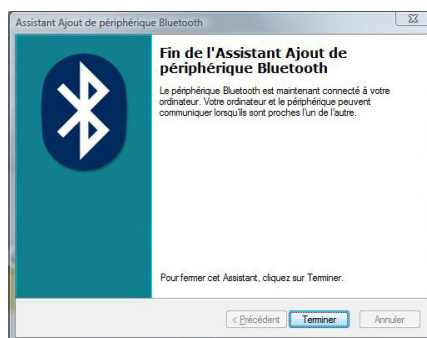 Assistant Ajout de périphérique Bluetooth
Fin de l'Assistant Ajout de
périphérique Bluetooth
Le périphérique Bluetooth est maintenant connecté à votre
ordinateur. Votre ordinateur et le périphérique peuvent
communiquer lorsqu'ils sont proches l'un de l'autre.
Pour fermer cet Assistant, cliquez sur Terminer.
< Précédent Terminer Annuler